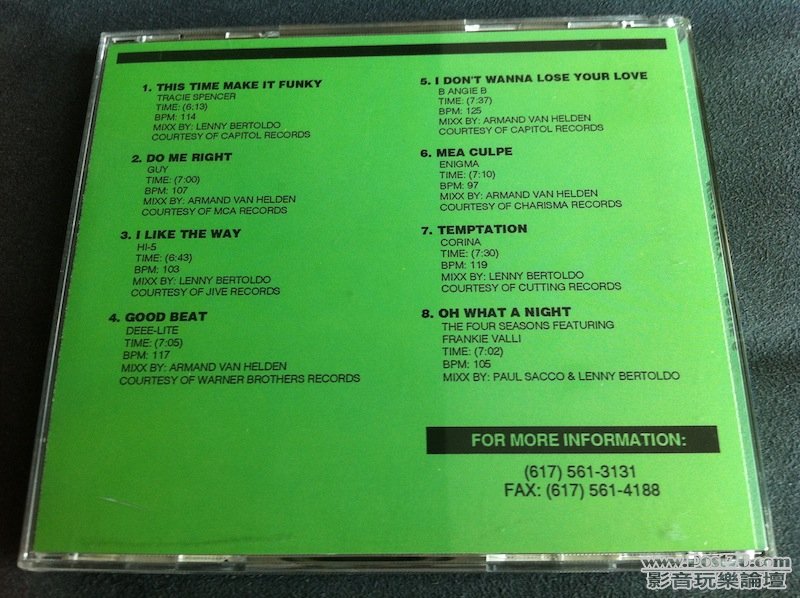 1. THIS TIME MAKE IT FUNKY
TRACIE SPENCER
TIME: (6:13)
BPM: 114
MIXX BY: LENNY BERTOLDO
COURTESY OF CAPITOL RECORDS
2. DO ME RIGHT
GUY
TIME: (7:00)
BPM: 107
MIXX BY: ARMAND VAN HELDEN
COURTESY OF MCA RECORDS
3. I LIKE THE WAY
HI-5
TIME: (6:43)
BPM: 103
MIXX BY: LENNY BERTOLDO
COURTESY OF JIVE RECORDS
4. GOOD BEAT
DEEE-LITE
TIME: (7:05)
BPM: 117
MIXX BY: ARMAND VAN HELDEN
COURTESY OF WARNER BROTHERS RECORDS
5. I DON'T WANNA LOSE YOUR LOVE
B ANGIE B
TIME: (7:37)
BPM: 125
MIXX BY: ARMAND VAN HELDEN
COURTESY OF CAPITOL RECORDS
6. MEA CULPE
ENIGMA
TIME: (7:10)
BPM: 97
MIXX BY: ARMAND VAN HELDEN
COURTESY OF CHARISMA RECORDS
7. TEMPTATION
CORINA
TIME: (7:30)
BPM: 119
MIXX BY: LENNY BERTOLDO
COURTESY OF CUTTING RECORDS
8. OH WHAT A NIGHT
THE FOUR SEASONS FEATURING
FRANKIE VALLI
TIME: (7:02)
BPM: 105
MIXX BY: PAUL SACCO & LENNY BERTOLDO
FOR MORE INFORMATION:
(617) 561-3131
FAX: (617) 561-4188
www.post76.com
影音玩樂論壇